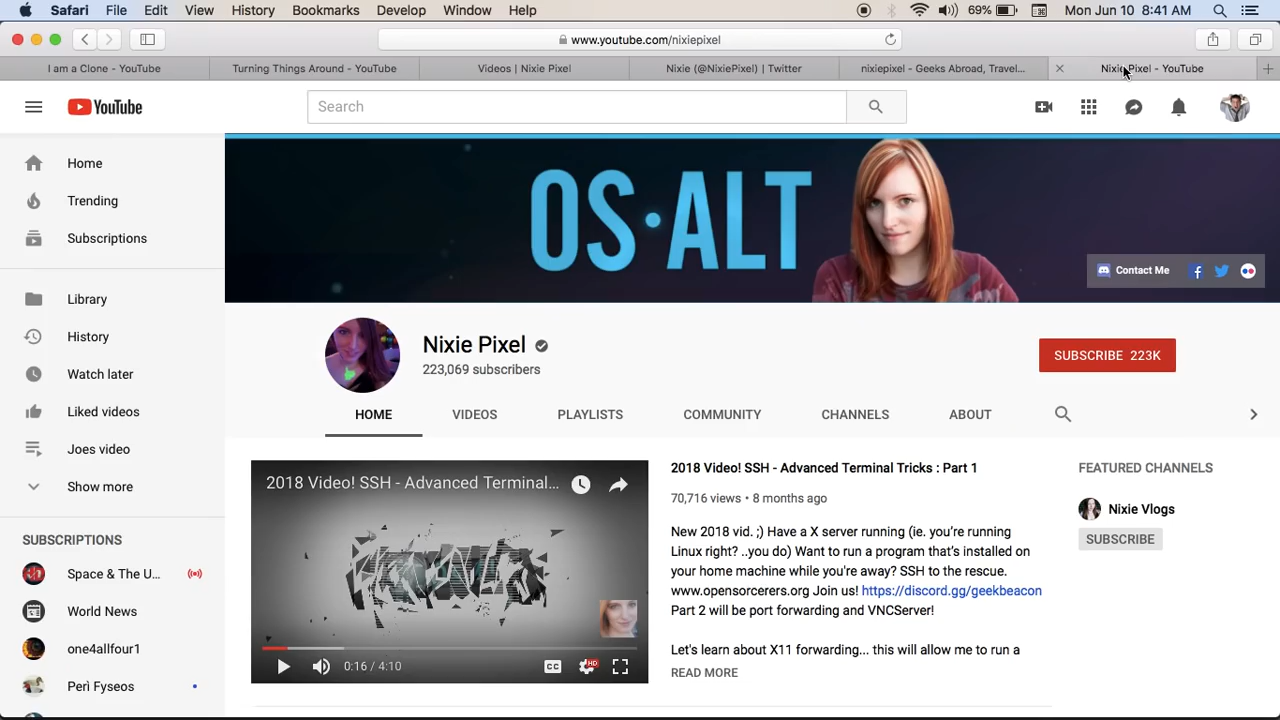 Safari File Edit View History Bookmarks Develop Window Help 69% Mon Jun 10 8:41 AM
www.youtube.com/nixiepixel
I am a Clone - YouTube
Turning Things Around - YouTube
Videos | Nixie Pixel
Nixie (@NixiePixel) | Twitter
nixiepixel - Geeks Abroad, Travel...
Nixie Pixel - YouTube
YouTube
Search
Home
Trending
Subscriptions
Library
History
Watch later
Liked videos
Joes video
Show more
SUBSCRIPTIONS
Space & The U...
World News
one4allfour1
Perì Fyseos
OS·ALT
Contact Me
Nixie Pixel
223,069 subscribers
SUBSCRIBE 223K
HOME
VIDEOS
PLAYLISTS
COMMUNITY
CHANNELS
ABOUT
2018 Video! SSH - Advanced Terminal...
0:16 / 4:10
CC
HD
2018 Video! SSH - Advanced Terminal Tricks : Part 1
70,716 views • 8 months ago
New 2018 vid. ;) Have a X server running (ie. you're running
Linux right? ..you do) Want to run a program that's installed on
your home machine while you're away? SSH to the rescue.
www.opensorcerers.org Join us! https://discord.gg/geekbeacon
Part 2 will be port forwarding and VNCServer!
Let's learn about X11 forwarding... this will allow me to run a
READ MORE
FEATURED CHANNELS
Nixie Vlogs
SUBSCRIBE